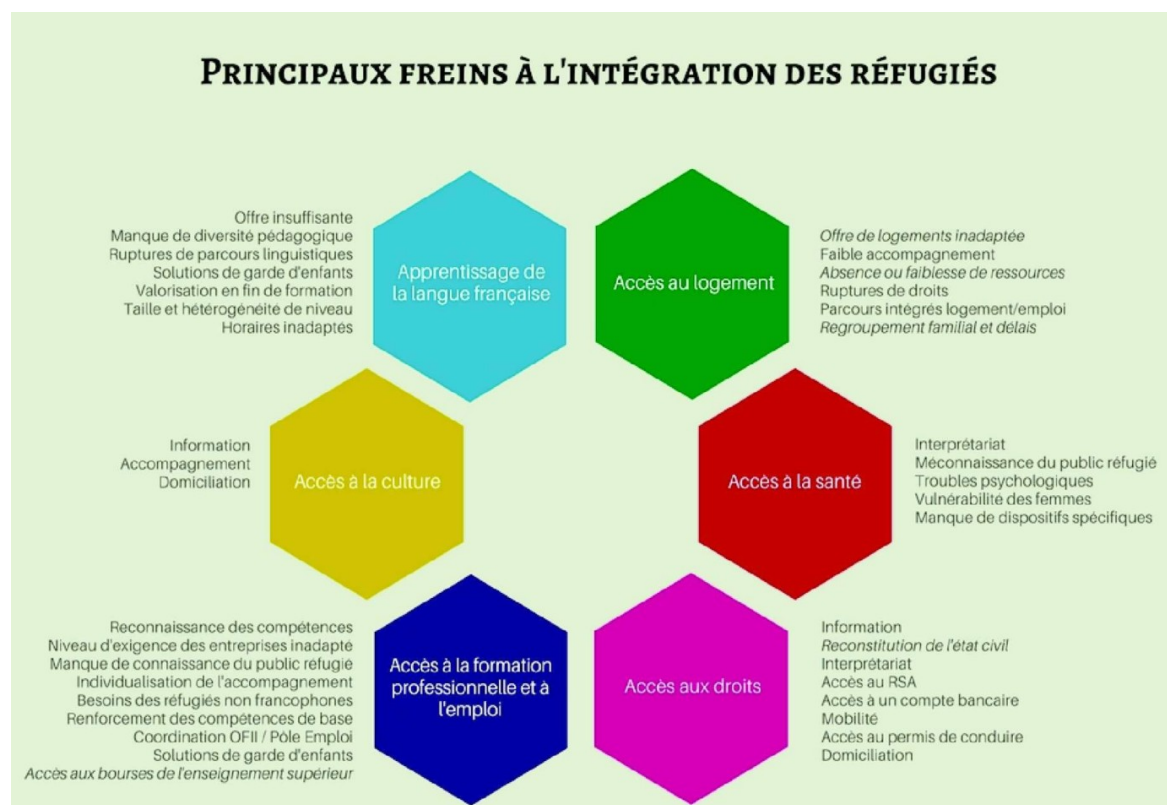 PRINCIPAUX FREINS À L'INTÉGRATION DES RÉFUGIÉS
Offre insuffisante
Manque de diversité pédagogique
Ruptures de parcours linguistiques
Solutions de garde d'enfants
Valorisation en fin de formation
Taille et hétérogénéité de niveau
Horaires inadaptés
Apprentissage de
la langue française
Accès au logement
Offre de logements inadaptée
Faible accompagnement
Absence ou faiblesse de ressources
Ruptures de droits
Parcours intégrés logement/emploi
Regroupement familial et délais
Information
Accompagnement
Domiciliation
Accès à la culture
Accès à la santé
Interprétariat
Méconnaissance du public réfugié
Troubles psychologiques
Vulnérabilité des femmes
Manque de dispositifs spécifiques
Reconnaissance des compétences
Niveau d'exigence des entreprises inadapté
Manque de connaissance du public refugié
Individualisation de l'accompagnement
Besoins des réfugiés non francophones
Renforcement des compétences de base
Coordination OFII / Pôle Emploi
Solutions de garde d'enfants
Accès aux bourses de l'enseignement supérieur
Accès à la formation
professionnelle et à
l'emploi
Accès aux droits
Information
Reconstitution de l'état civil
Interprétariat
Accès au RSA
Accès à un compte bancaire
Mobilité
Accès au permis de conduire
Domiciliation